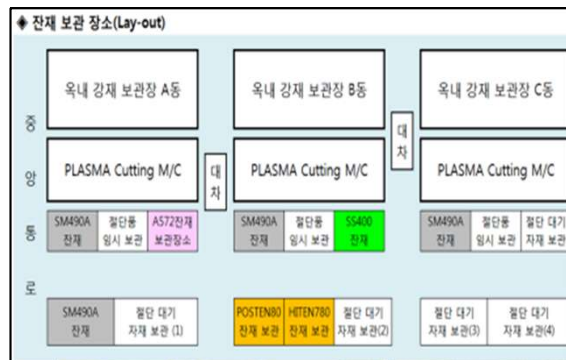 ◆ 잔재 보관 장소(Lay-out)
옥내 강재 보관장 A동
옥내 강재 보관장 B동
옥내 강재 보관장 C동
중
앙
통
로
대
차
대
차
PLASMA Cutting M/C
PLASMA Cutting M/C
PLASMA Cutting M/C
SM490A
잔재
절단품
임시 보관
A572잔재
보관장소
SM490A
잔재
절단품
임시 보관
SS400
잔재
SM490A
잔재
절단품
임시 보관
절단 대기
자재 보관
SM490A
잔재
절단 대기
자재 보관 (1)
POSTEN80
잔재 보관
HITEN780
잔재 보관
절단 대기
자재 보관(2)
절단 대기
자재 보관(3)
절단 대기
자재 보관(4)